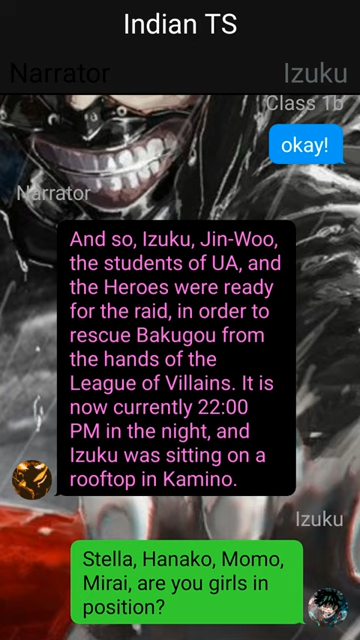 Indian TS
Narrator
Izuku
Class 1b
okay!
Narrator
And so, Izuku, Jin-Woo,
the students of UA, and
the Heroes were ready
for the raid, in order to
rescue Bakugou from
the hands of the
League of Villains. It is
now currently 22:00
PM in the night, and
Izuku was sitting on a
rooftop in Kamino.
Izuku
Stella, Hanako, Momo,
Mirai, are you girls in
position?